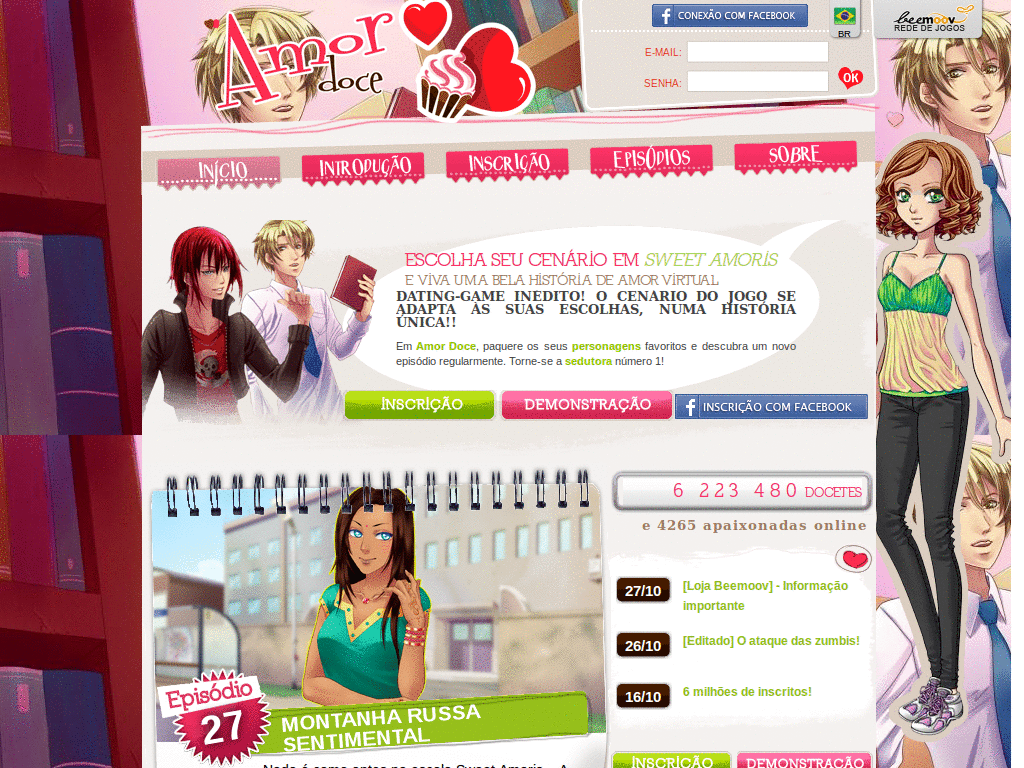 Amor
doce
CONEXÃO COM FACEBOOK
BR
beemoov
REDE DE JOGOS
E-MAIL:
SENHA:
OK
INÍCIO
INTRODUÇÃO
INSCRIÇÃO
EPISÓDIOS
SOBRE
ESCOLHA SEU CENÁRIO EM SWEET AMORIS
E VIVA UMA BELA HISTÓRIA DE AMOR VIRTUAL
DATING-GAME INEDITO! O CENARIO DO JOGO SE
ADAPTA ÀS SUAS ESCOLHAS, NUMA HISTÓRIA
ÚNICA!!
Em Amor Doce, paquere os seus personagens favoritos e descubra um novo
episódio regularmente. Torne-se a sedutora número 1!
INSCRIÇÃO
DEMONSTRAÇÃO
INSCRIÇÃO COM FACEBOOK
6 223 480 DOCETES
e 4265 apaixonadas online
27/10
[Loja Beemoov] - Informação
importante
26/10
[Editado] O ataque das zumbis!
16/10
6 milhões de inscritos!
Episódio
27
MONTANHA RUSSA
SENTIMENTAL
Nada é como antes na escola Sweet Amoris... A
INSCRIÇÃO
DEMONSTRAÇÃO